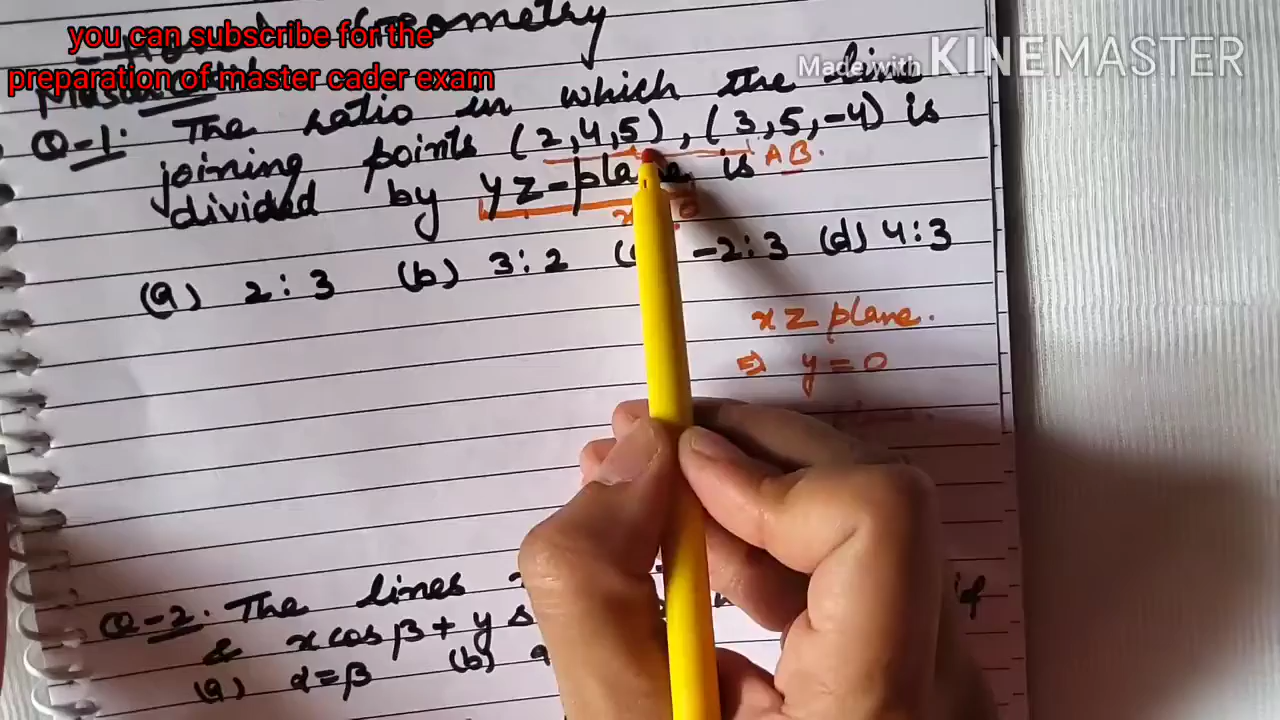 Geometry
you can subscribe for the
preparation of master cader exam
Made with KINEMASTER
Q-1. The ratio in which the line
joining points (2,4,5), (3,5,-4) is
AB.
divided by yz-plane is
(a) 2:3 (b) 3:2 -2:3 (d) 4:3
xz plane.
⇒ y=0
Q-2. The lines if
& x cos β + y s
(a) α=β (b)